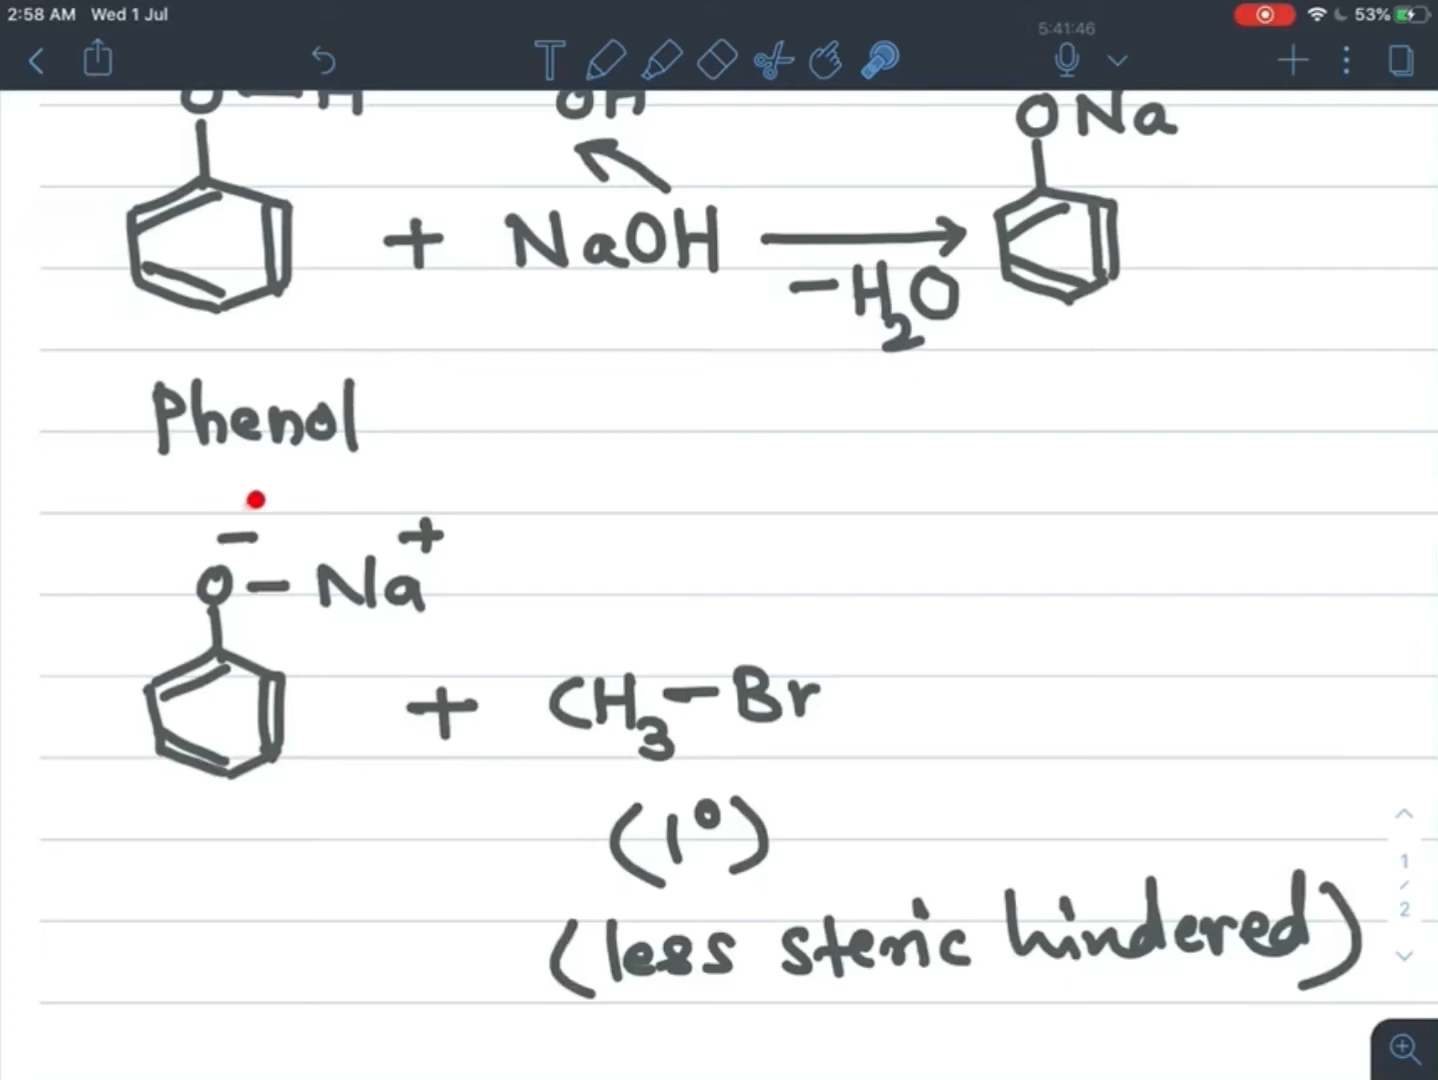 2:58 AM Wed 1 Jul 53%
5:41:46
T
O-H OH ONa
+ NaOH → 
-H₂O
Phenol
- +
O-Na
+ CH₃-Br
(1°)
(less steric hindered)
1
/
2